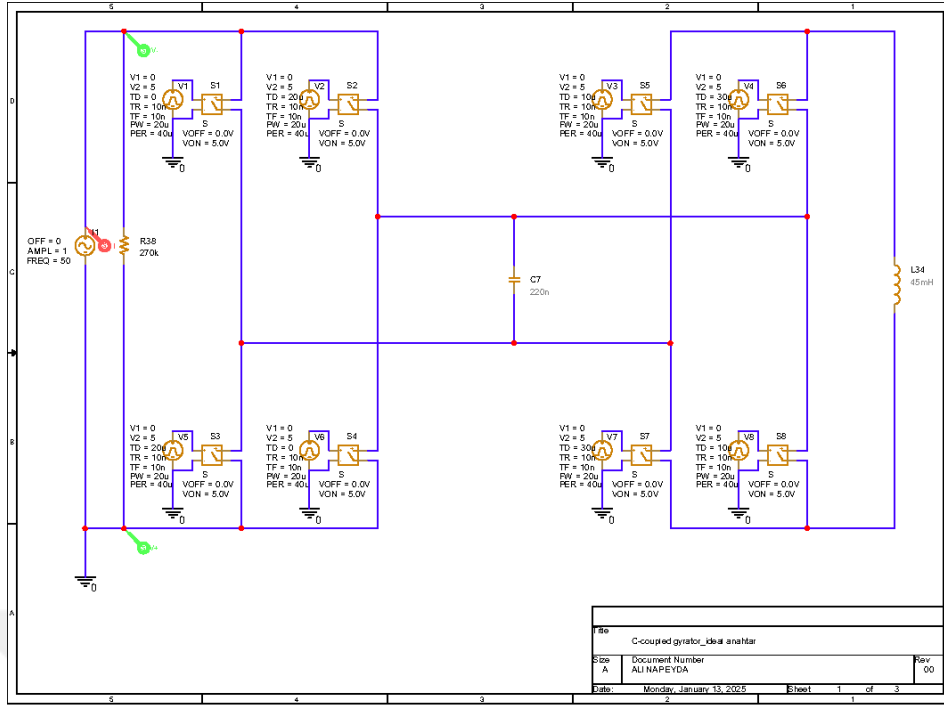 5 4 3 2 1
D
V1 = 0
V2 = 5
TD = 0
TR = 10n
TF = 10n
PW = 20u
PER = 40u
V1
S1
S
VOFF = 0.0V
VON = 5.0V
0
V1 = 0
V2 = 5
TD = 20u
TR = 10n
TF = 10n
PW = 20u
PER = 40u
V2
S2
S
VOFF = 0.0V
VON = 5.0V
0
V1 = 0
V2 = 5
TD = 10u
TR = 10n
TF = 10n
PW = 20u
PER = 40u
V3
S5
S
VOFF = 0.0V
VON = 5.0V
0
V1 = 0
V2 = 5
TD = 30u
TR = 10n
TF = 10n
PW = 20u
PER = 40u
V4
S6
S
VOFF = 0.0V
VON = 5.0V
0
D
C
OFF = 0
AMPL = 1
FREQ = 50
I1
R38
270k
C7
220n
L34
45mH
C
B
V1 = 0
V2 = 5
TD = 20u
TR = 10n
TF = 10n
PW = 20u
PER = 40u
V5
S3
S
VOFF = 0.0V
VON = 5.0V
0
V1 = 0
V2 = 5
TD = 0
TR = 10n
TF = 10n
PW = 20u
PER = 40u
V6
S4
S
VOFF = 0.0V
VON = 5.0V
0
V1 = 0
V2 = 5
TD = 30u
TR = 10n
TF = 10n
PW = 20u
PER = 40u
V7
S7
S
VOFF = 0.0V
VON = 5.0V
0
V1 = 0
V2 = 5
TD = 10u
TR = 10n
TF = 10n
PW = 20u
PER = 40u
V8
S8
S
VOFF = 0.0V
VON = 5.0V
0
B
0
A
A
Title
C-coupled gyrator_ideal anahtar
Size Document Number Rev
A ALI NAPEYDA 00
Date: Monday, January 13, 2025 Sheet 1 of 3
5 4 3 2 1